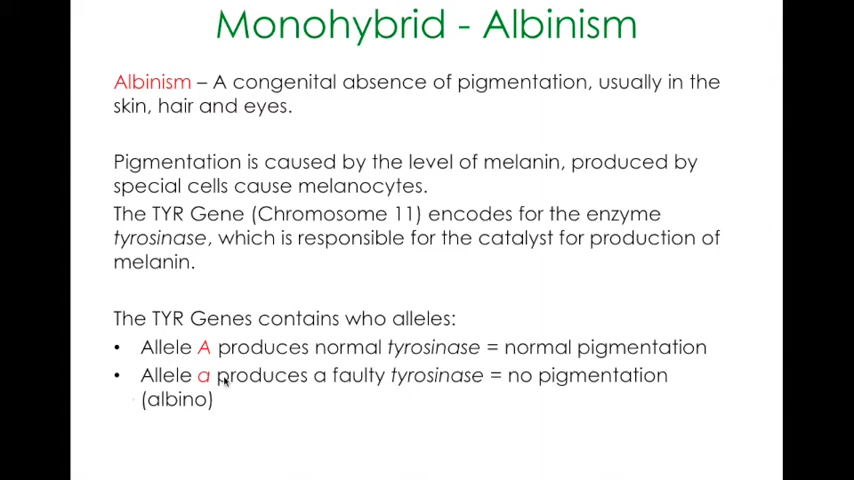 Monohybrid - Albinism
Albinism – A congenital absence of pigmentation, usually in the
skin, hair and eyes.
Pigmentation is caused by the level of melanin, produced by
special cells cause melanocytes.
The TYR Gene (Chromosome 11) encodes for the enzyme
tyrosinase, which is responsible for the catalyst for production of
melanin.
The TYR Genes contains who alleles:
• Allele A produces normal tyrosinase = normal pigmentation
• Allele a produces a faulty tyrosinase = no pigmentation
(albino)